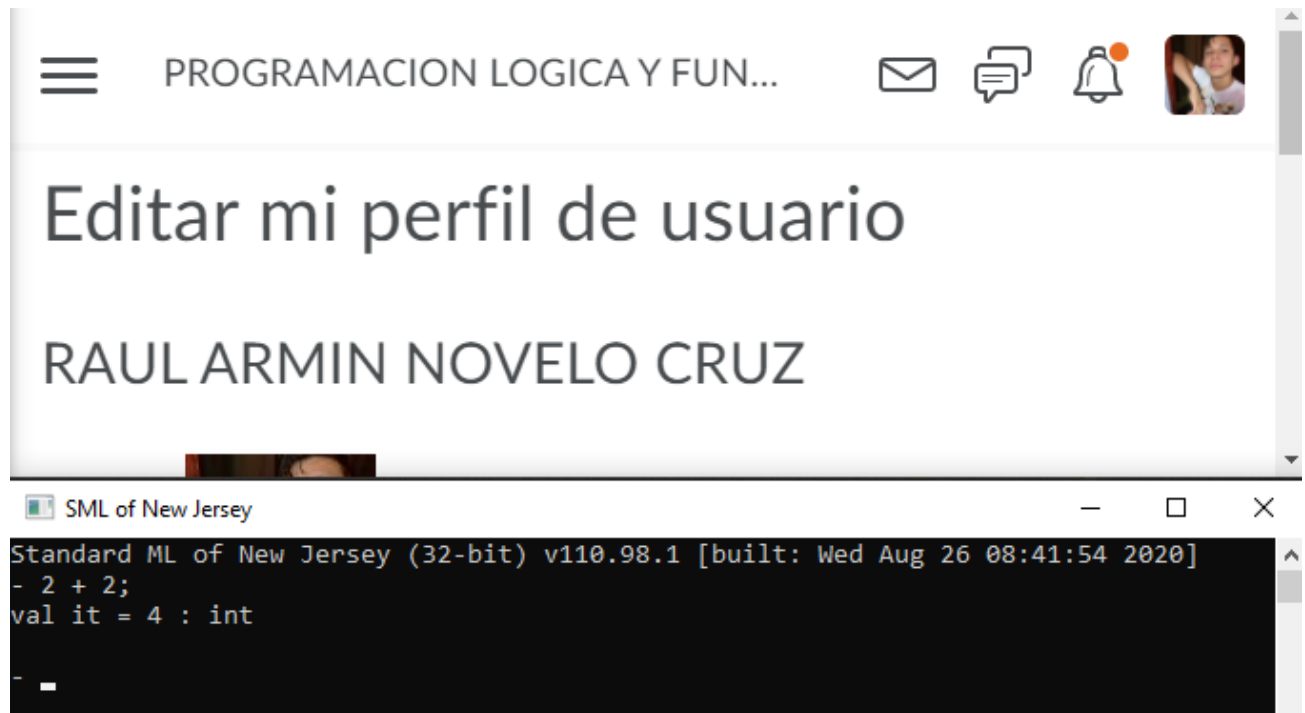 PROGRAMACION LOGICA Y FUN...
Editar mi perfil de usuario
RAUL ARMIN NOVELO CRUZ
SML of New Jersey
Standard ML of New Jersey (32-bit) v110.98.1 [built: Wed Aug 26 08:41:54 2020]
- 2 + 2;
val it = 4 : int
-